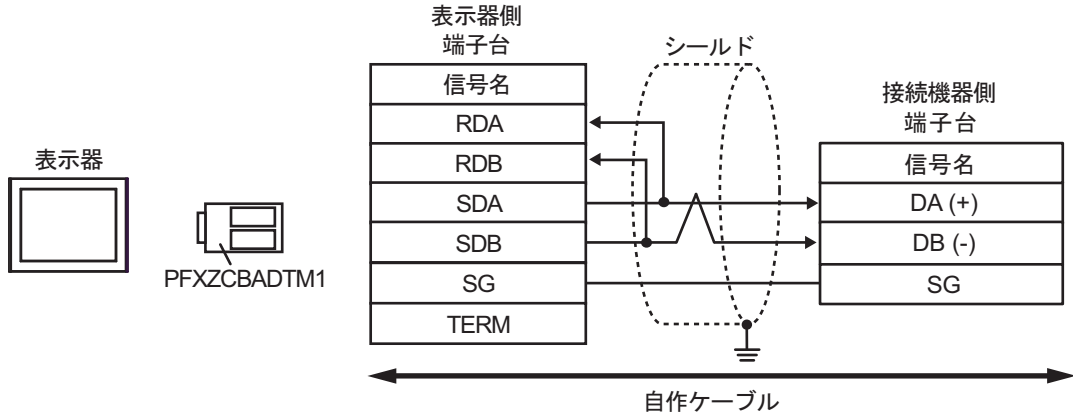 表示器
PFXZCBADTM1
表示器側
端子台
信号名
RDA
RDB
SDA
SDB
SG
TERM
シールド
接続機器側
端子台
信号名
DA (+)
DB (-)
SG
自作ケーブル